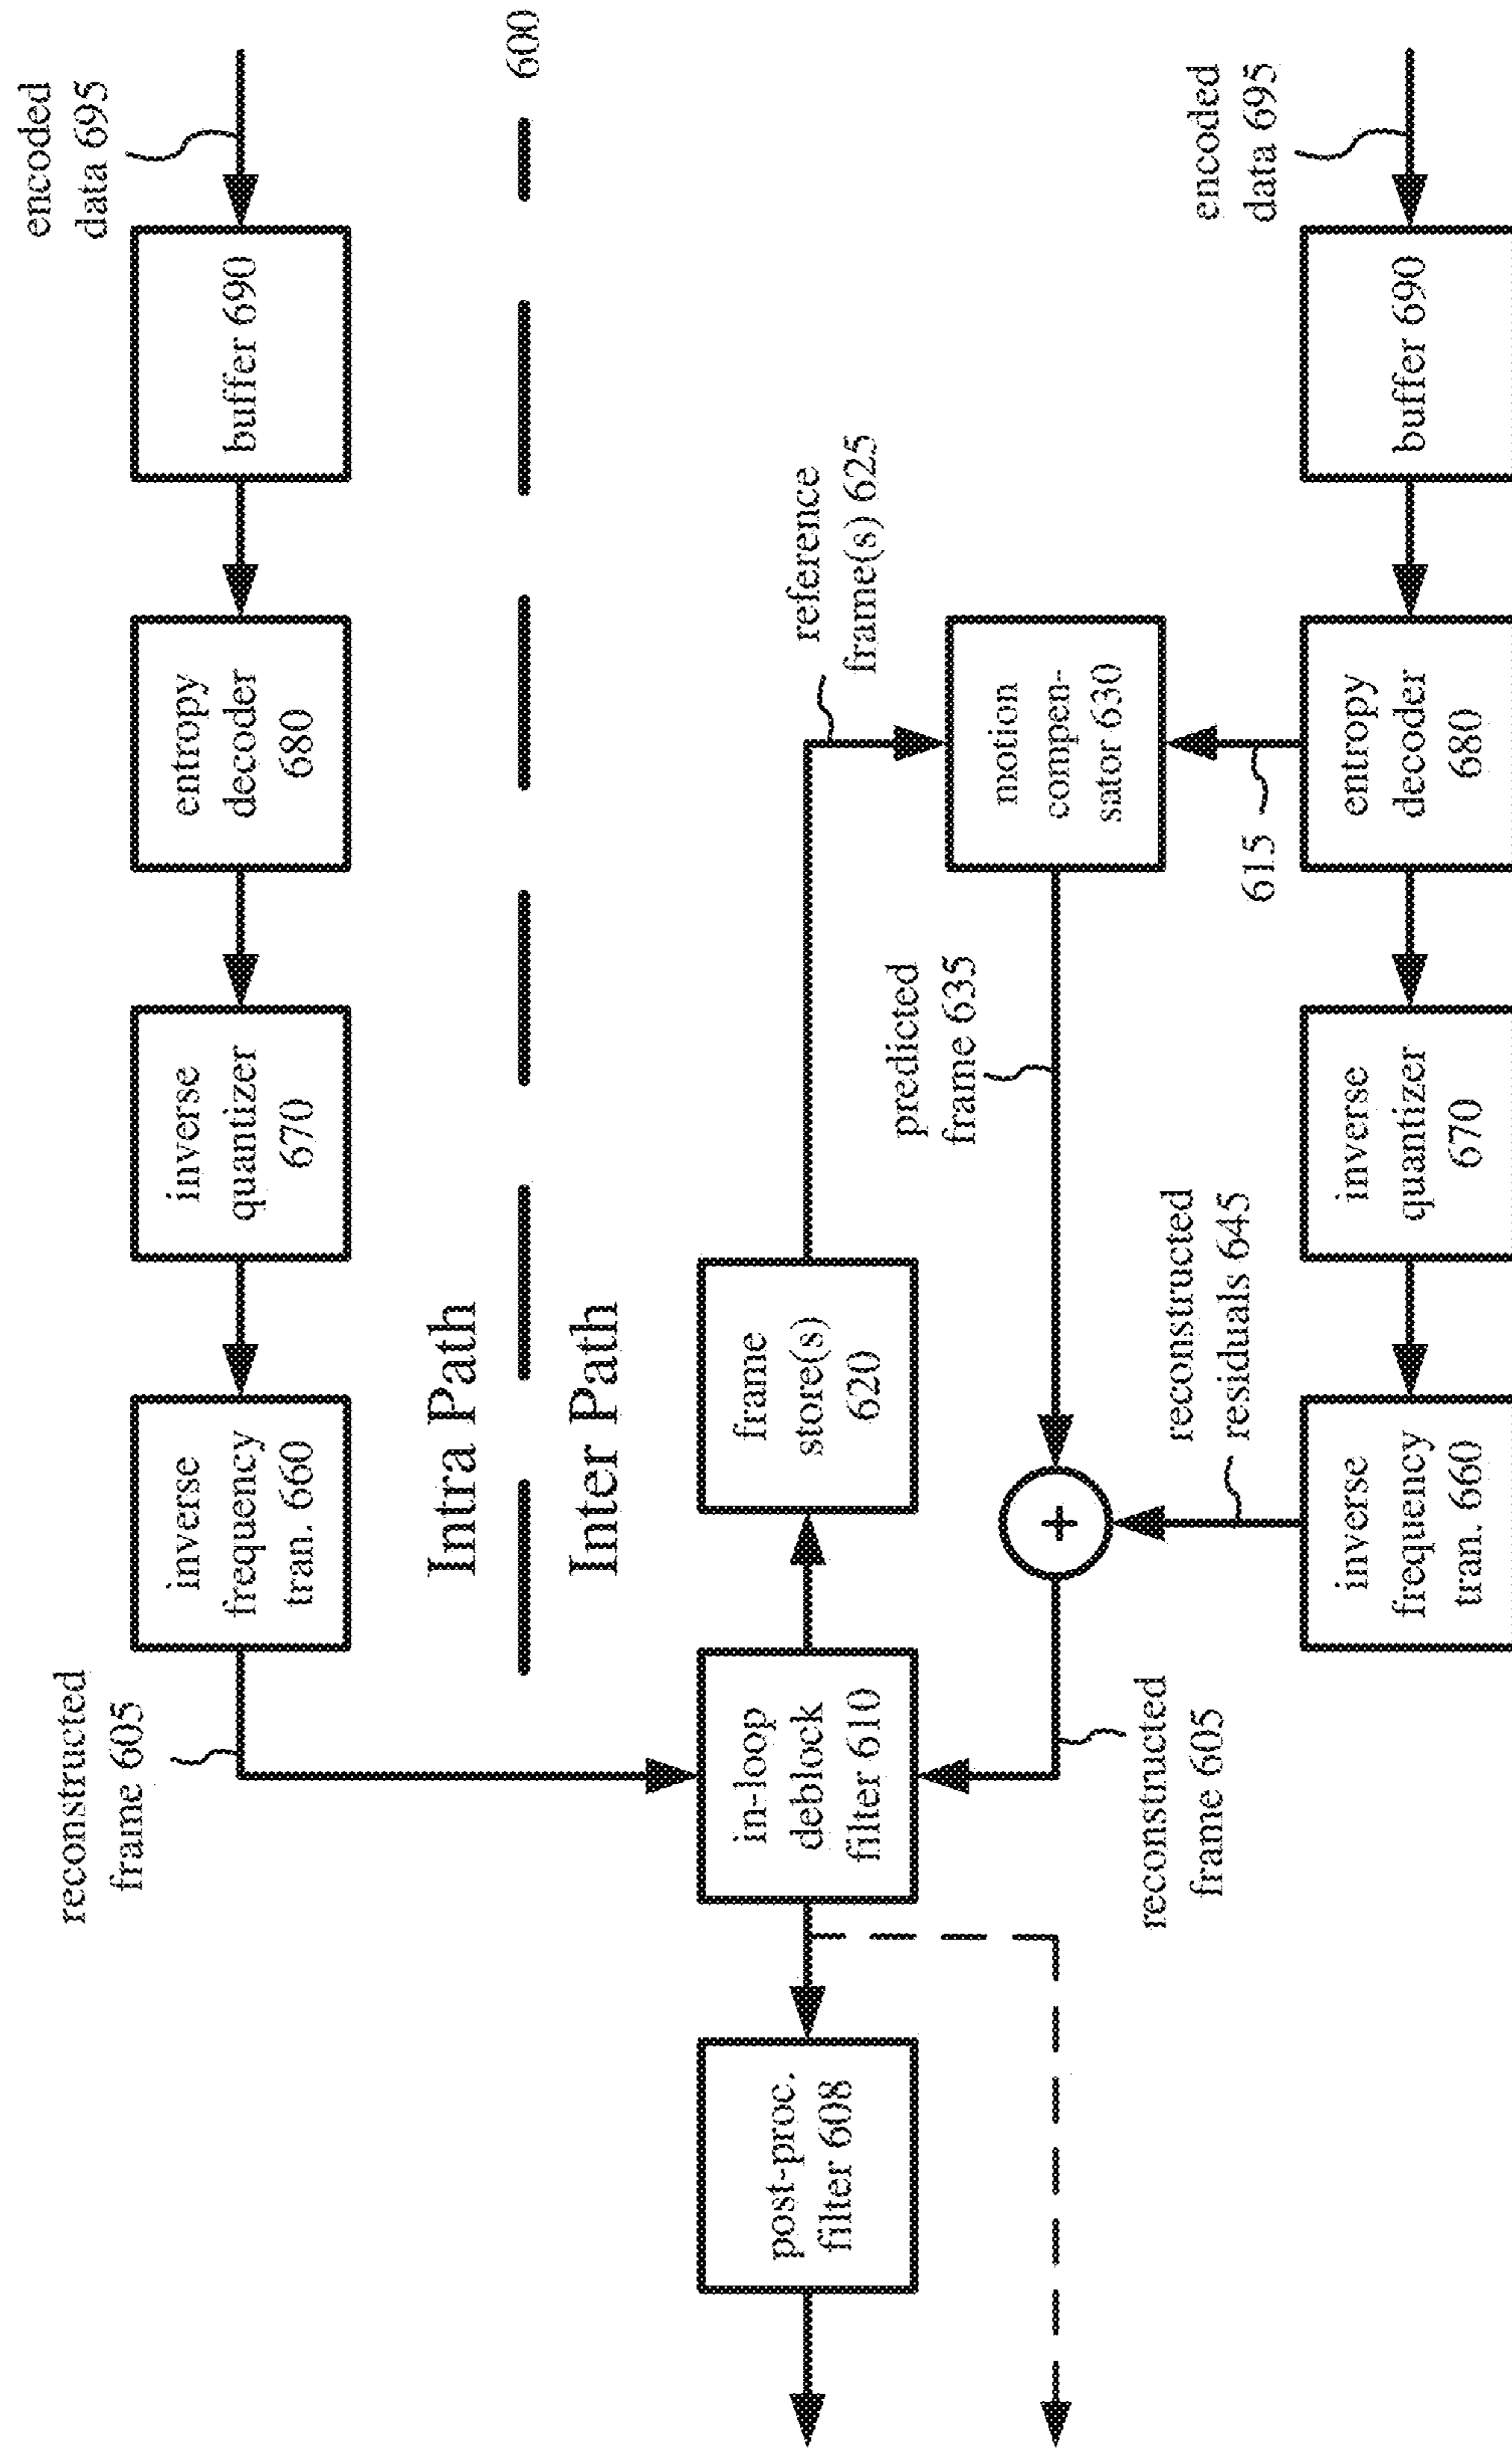 encoded
data 695
buffer 690
entropy
decoder
680
inverse
quantizer
670
inverse
frequency
tran. 660
reconstructed
frame 605
600
Intra Path
Inter Path
reference
frame(s) 625
frame
store(s)
620
in-loop
deblock
filter 610
post-proc.
filter 608
motion
compen-
sator 630
predicted
frame 635
+
reconstructed
frame 605
615
reconstructed
residuals 645
encoded
data 695
buffer 690
entropy
decoder
680
inverse
quantizer
670
inverse
frequency
tran. 660